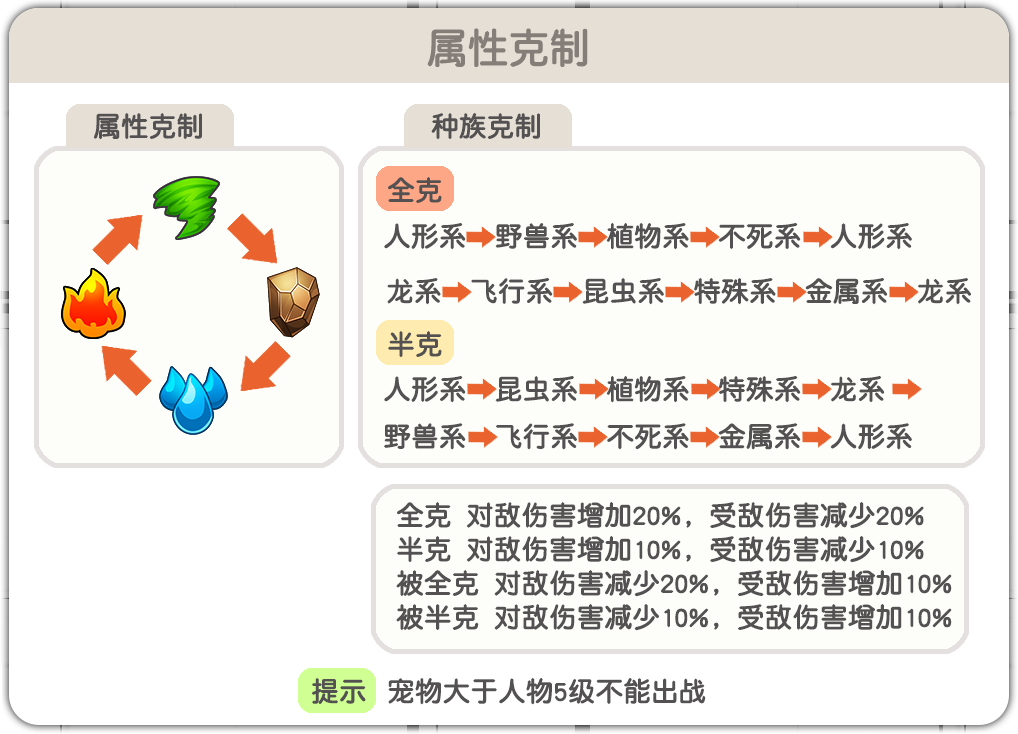 属性克制
属性克制
种族克制
全克
人形系➡野兽系➡植物系➡不死系➡人形系
龙系➡飞行系➡昆虫系➡特殊系➡金属系➡龙系
半克
人形系➡昆虫系➡植物系➡特殊系➡龙系➡
野兽系➡飞行系➡不死系➡金属系➡人形系
全克 对敌伤害增加20%，受敌伤害减少20%
半克 对敌伤害增加10%，受敌伤害减少10%
被全克 对敌伤害减少20%，受敌伤害增加10%
被半克 对敌伤害减少10%，受敌伤害增加10%
提示 宠物大于人物5级不能出战